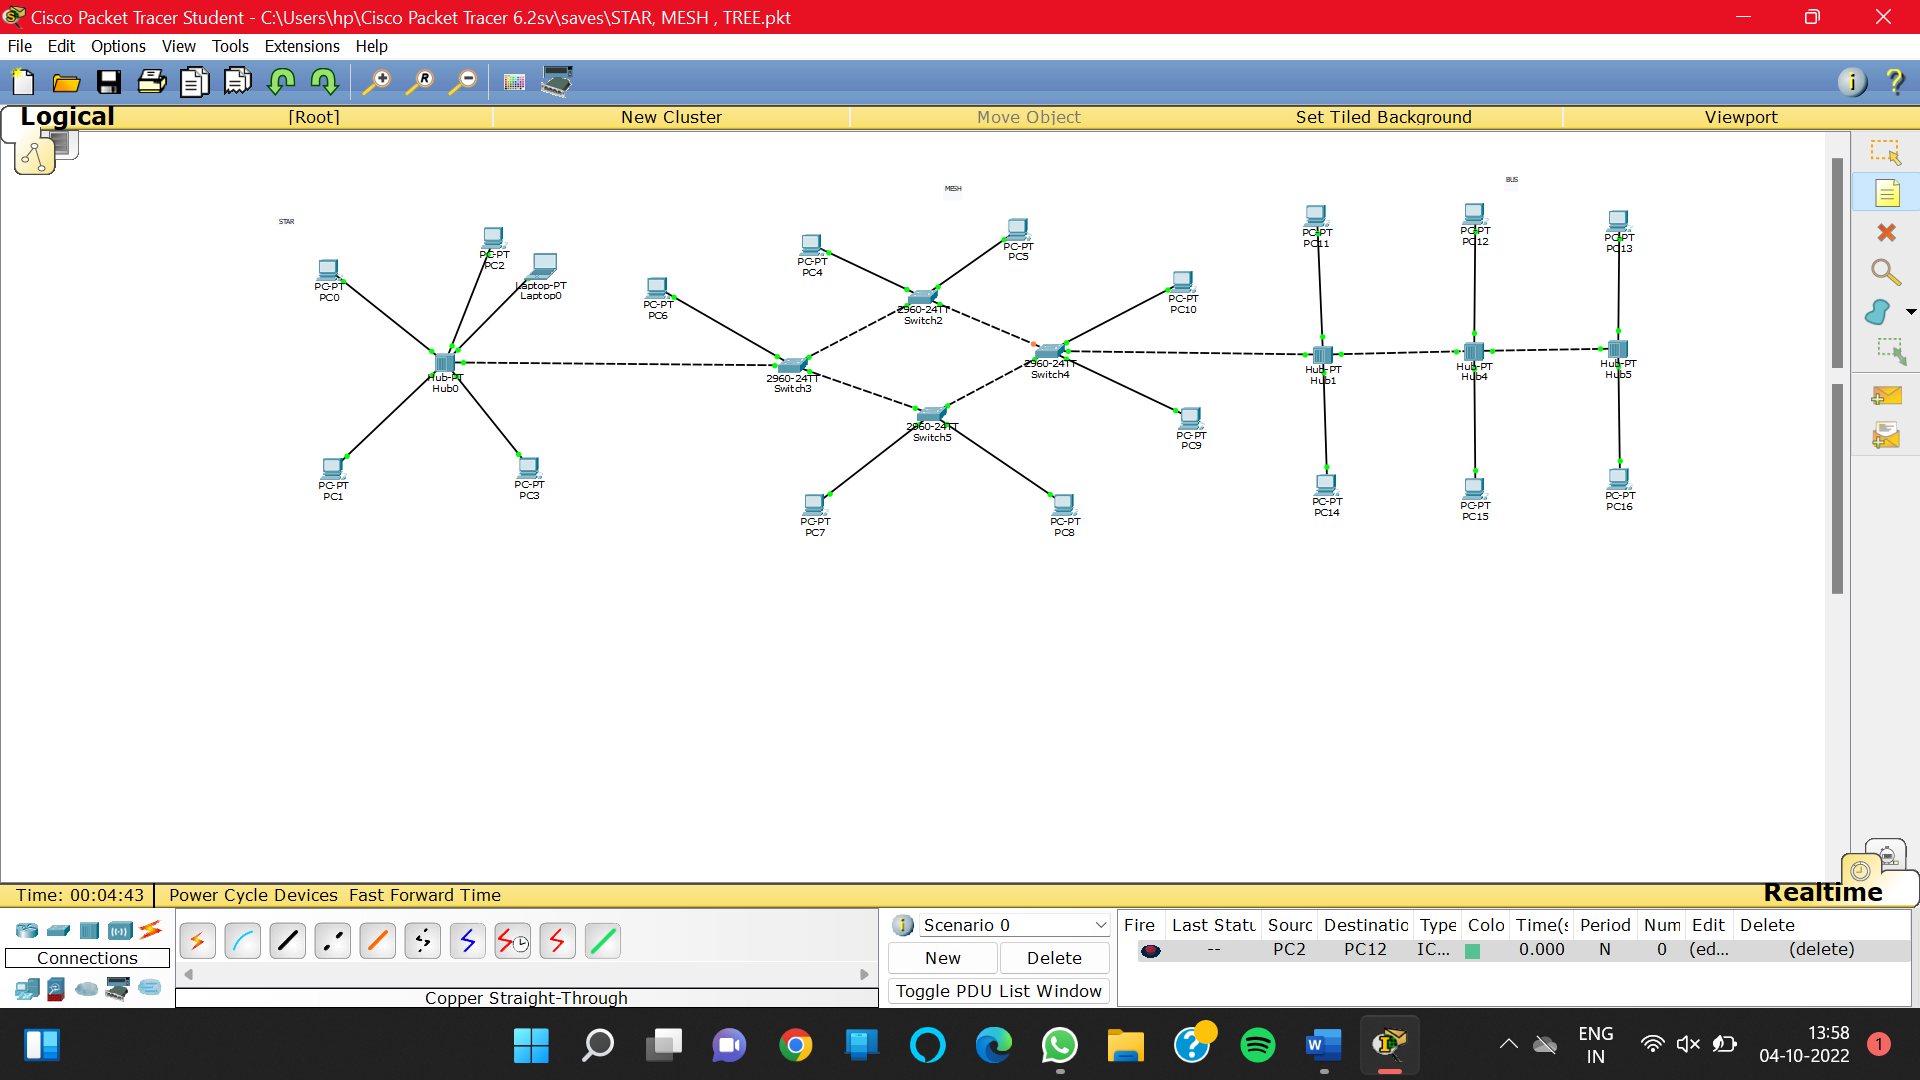 Cisco Packet Tracer Student - C:\Users\hp\Cisco Packet Tracer 6.2sv\saves\STAR, MESH , TREE.pkt
File Edit Options View Tools Extensions Help
Logical [Root] New Cluster Move Object Set Tiled Background Viewport
STAR
MESH
BUS
PC-PT
PC0
PC-PT
PC2
Laptop-PT
Laptop0
Hub-PT
Hub0
PC-PT
PC1
PC-PT
PC3
PC-PT
PC6
PC-PT
PC4
PC-PT
PC5
2960-24TT
Switch2
PC-PT
PC10
2960-24TT
Switch3
2960-24TT
Switch4
2960-24TT
Switch5
PC-PT
PC9
PC-PT
PC7
PC-PT
PC8
PC-PT
PC11
PC-PT
PC12
PC-PT
PC13
Hub-PT
Hub1
Hub-PT
Hub4
Hub-PT
Hub5
PC-PT
PC14
PC-PT
PC15
PC-PT
PC16
Time: 00:04:43 Power Cycle Devices Fast Forward Time Realtime
Connections
Copper Straight-Through
Scenario 0
New Delete
Toggle PDU List Window
Fire Last Statu Sourc Destinatic Type Colo Time(s Period Num Edit Delete
-- PC2 PC12 IC... 0.000 N 0 (ed... (delete)
ENG
IN
13:58
04-10-2022
1